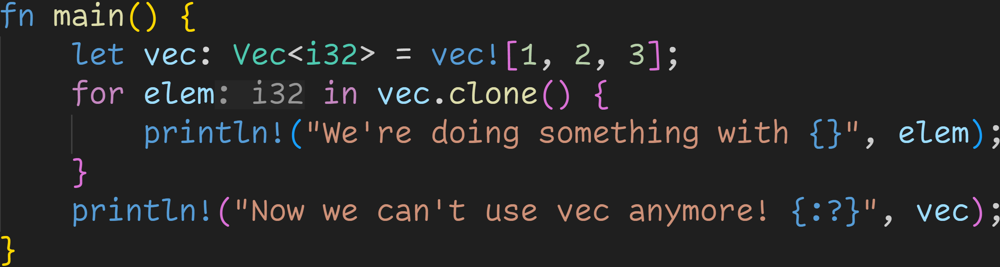 fn main() {
    let vec: Vec<i32> = vec![1, 2, 3];
    for elem: i32 in vec.clone() {
        println!("We're doing something with {}", elem);
    }
    println!("Now we can't use vec anymore! {:?}", vec);
}